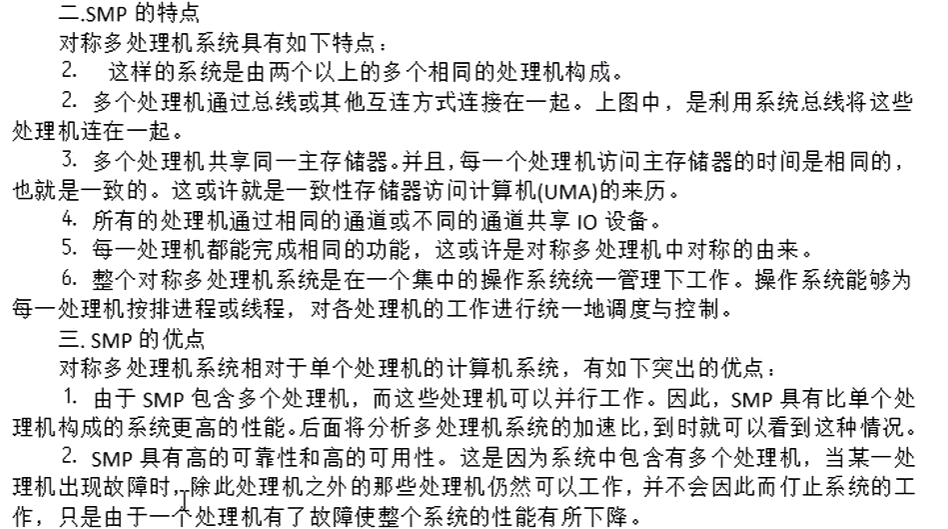 二.SMP 的特点
对称多处理机系统具有如下特点：
2. 这样的系统是由两个以上的多个相同的处理机构成。
2. 多个处理机通过总线或其他互连方式连接在一起。上图中，是利用系统总线将这些
处理机连在一起。
3. 多个处理机共享同一主存储器。并且，每一个处理机访问主存储器的时间是相同的，
也就是一致的。这或许就是一致性存储器访问计算机(UMA)的来历。
4. 所有的处理机通过相同的通道或不同的通道共享 IO 设备。
5. 每一处理机都能完成相同的功能，这或许是对称多处理机中对称的由来。
6. 整个对称多处理机系统是在一个集中的操作系统统一管理下工作。操作系统能够为
每一处理机按排进程或线程，对各处理机的工作进行统一地调度与控制。
三. SMP 的优点
对称多处理机系统相对于单个处理机的计算机系统，有如下突出的优点：
1. 由于 SMP 包含多个处理机，而这些处理机可以并行工作。因此，SMP 具有比单个处
理机构成的系统更高的性能。后面将分析多处理机系统的加速比，到时就可以看到这种情况。
2. SMP 具有高的可靠性和高的可用性。这是因为系统中包含有多个处理机，当某一处
理机出现故障时，除此处理机之外的那些处理机仍然可以工作，并不会因此而仃止系统的工
作，只是由于一个处理机有了故障使整个系统的性能有所下降。